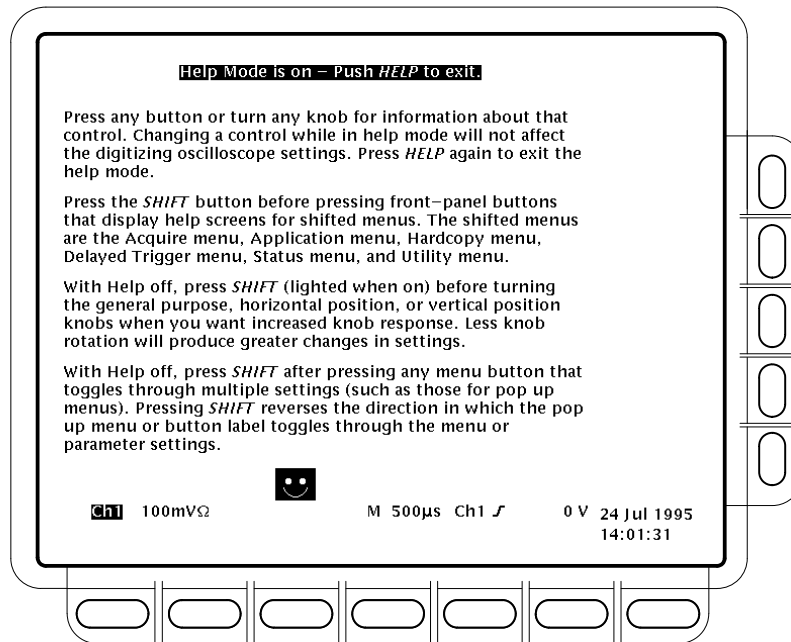 Help Mode is on – Push HELP to exit.
Press any button or turn any knob for information about that
control. Changing a control while in help mode will not affect
the digitizing oscilloscope settings. Press HELP again to exit the
help mode.
Press the SHIFT button before pressing front–panel buttons
that display help screens for shifted menus. The shifted menus
are the Acquire menu, Application menu, Hardcopy menu,
Delayed Trigger menu, Status menu, and Utility menu.
With Help off, press SHIFT (lighted when on) before turning
the general purpose, horizontal position, or vertical position
knobs when you want increased knob response. Less knob
rotation will produce greater changes in settings.
With Help off, press SHIFT after pressing any menu button that
toggles through multiple settings (such as those for pop up
menus). Pressing SHIFT reverses the direction in which the pop
up menu or button label toggles through the menu or
parameter settings.
Ch1 100mVΩ M 500µs Ch1 0 V 24 Jul 1995
14:01:31